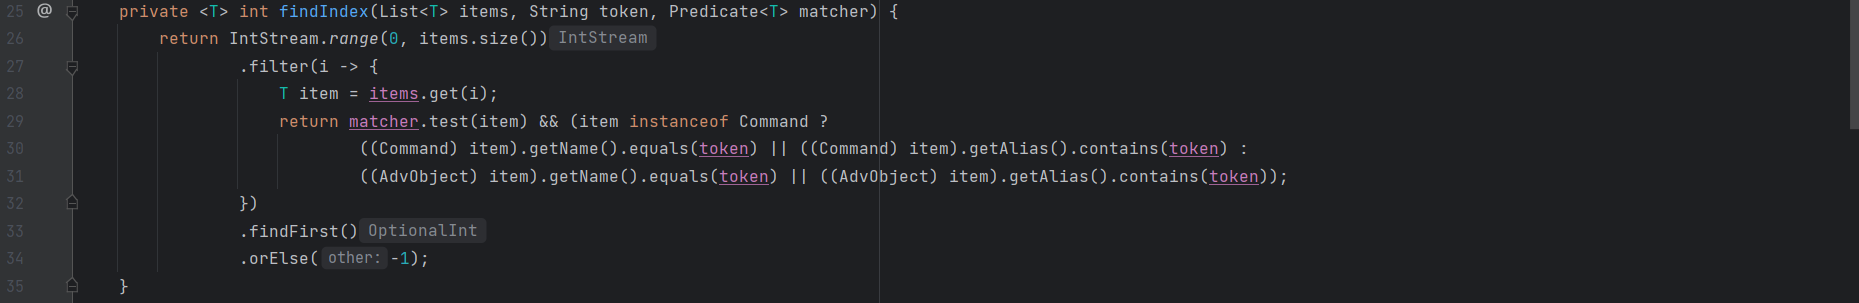 25 @ private <T> int findIndex(List<T> items, String token, Predicate<T> matcher) {
26 return IntStream.range(0, items.size()) IntStream
27 .filter(i -> {
28 T item = items.get(i);
29 return matcher.test(item) && (item instanceof Command ?
30 ((Command) item).getName().equals(token) || ((Command) item).getAlias().contains(token) :
31 ((AdvObject) item).getName().equals(token) || ((AdvObject) item).getAlias().contains(token));
32 })
33 .findFirst() OptionalInt
34 .orElse( other: -1);
35 }